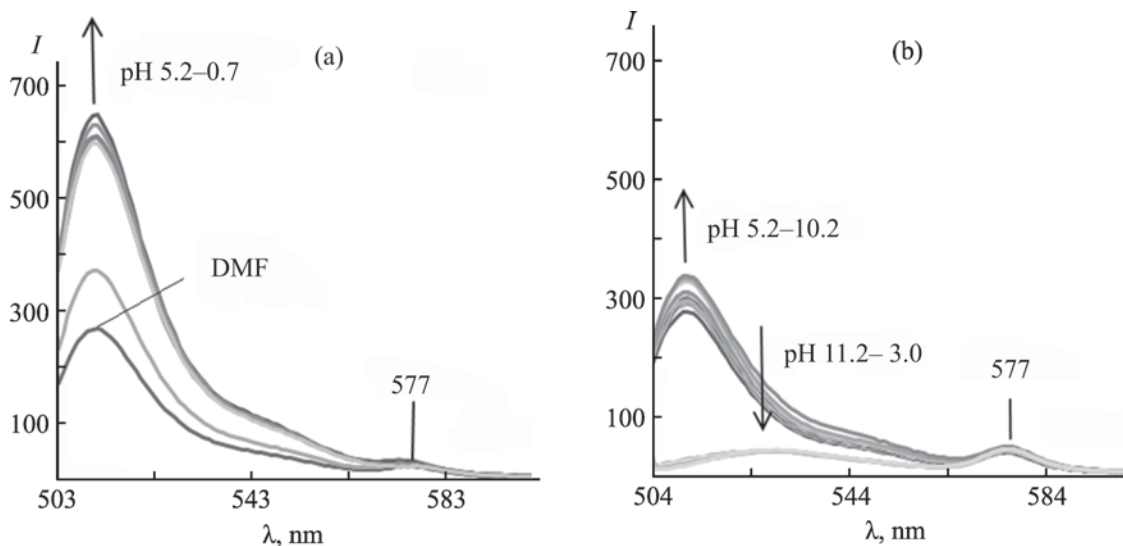 I
(a)
pH 5.2–0.7
700
500
DMF
300
577
100
503
543
583
λ, nm
I
(b)
700
500
pH 5.2–10.2
300
pH 11.2– 3.0
577
100
504
544
584
λ, nm